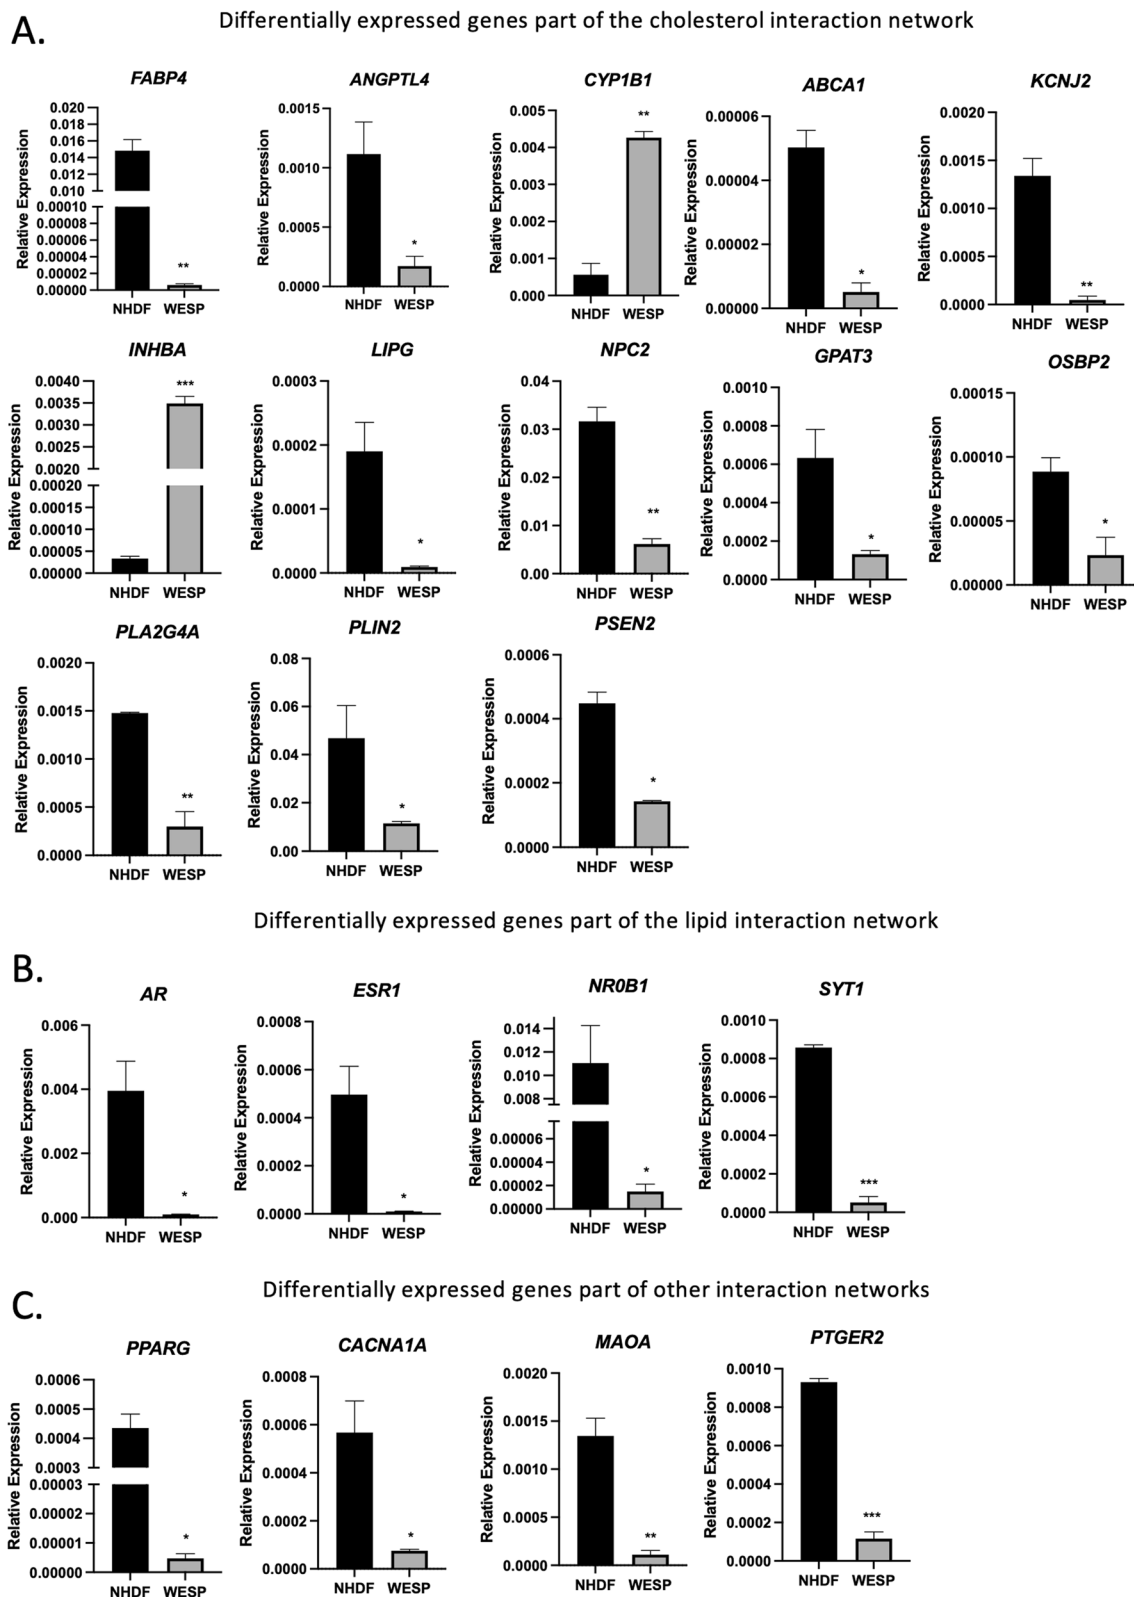 A.
Differentially expressed genes part of the cholesterol interaction network
FABP4
Relative Expression
0.020
0.018
0.016
0.014
0.012
0.010
0.00010
0.00008
0.00006
0.00004
0.00002
0.00000
**
NHDF WESP
ANGPTL4
Relative Expression
0.0015
0.0010
0.0005
0.0000
*
NHDF WESP
CYP1B1
Relative Expression
0.005
0.004
0.003
0.002
0.001
0.000
**
NHDF WESP
ABCA1
Relative Expression
0.00006
0.00004
0.00002
0.00000
*
NHDF WESP
KCNJ2
Relative Expression
0.0020
0.0015
0.0010
0.0005
0.0000
**
NHDF WESP
INHBA
Relative Expression
0.0040
0.0035
0.0030
0.0025
0.0020
0.00020
0.00015
0.00010
0.00005
0.00000
***
NHDF WESP
LIPG
Relative Expression
0.0003
0.0002
0.0001
0.0000
*
NHDF WESP
NPC2
Relative Expression
0.04
0.03
0.02
0.01
0.00
**
NHDF WESP
GPAT3
Relative Expression
0.0010
0.0008
0.0006
0.0004
0.0002
0.0000
*
NHDF WESP
OSBP2
Relative Expression
0.00015
0.00010
0.00005
0.00000
*
NHDF WESP
PLA2G4A
Relative Expression
0.0020
0.0015
0.0010
0.0005
0.0000
**
NHDF WESP
PLIN2
Relative Expression
0.08
0.06
0.04
0.02
0.00
*
NHDF WESP
PSEN2
Relative Expression
0.0006
0.0004
0.0002
0.0000
*
NHDF WESP
Differentially expressed genes part of the lipid interaction network
B.
AR
Relative Expression
0.006
0.004
0.002
0.000
*
NHDF WESP
ESR1
Relative Expression
0.0008
0.0006
0.0004
0.0002
0.0000
*
NHDF WESP
NR0B1
Relative Expression
0.014
0.012
0.010
0.008
0.00006
0.00004
0.00002
0.00000
*
NHDF WESP
SYT1
Relative Expression
0.0010
0.0008
0.0006
0.0004
0.0002
0.0000
***
NHDF WESP
Differentially expressed genes part of other interaction networks
C.
PPARG
Relative Expression
0.0006
0.0005
0.0004
0.0003
0.00003
0.00002
0.00001
0.00000
*
NHDF WESP
CACNA1A
Relative Expression
0.0008
0.0006
0.0004
0.0002
0.0000
*
NHDF WESP
MAOA
Relative Expression
0.0020
0.0015
0.0010
0.0005
0.0000
**
NHDF WESP
PTGER2
Relative Expression
0.0010
0.0008
0.0006
0.0004
0.0002
0.0000
***
NHDF WESP